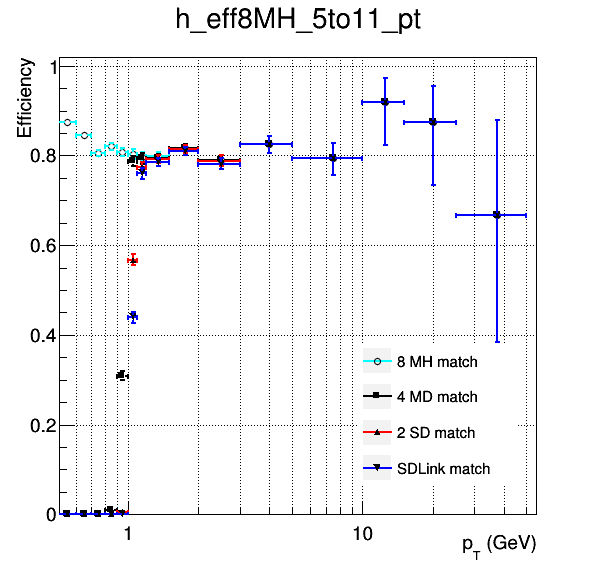 h_eff8MH_5to11_pt
Efficiency
1
0.8
0.6
0.4
0.2
0
8 MH match
4 MD match
2 SD match
SDLink match
1
10
p_T (GeV)